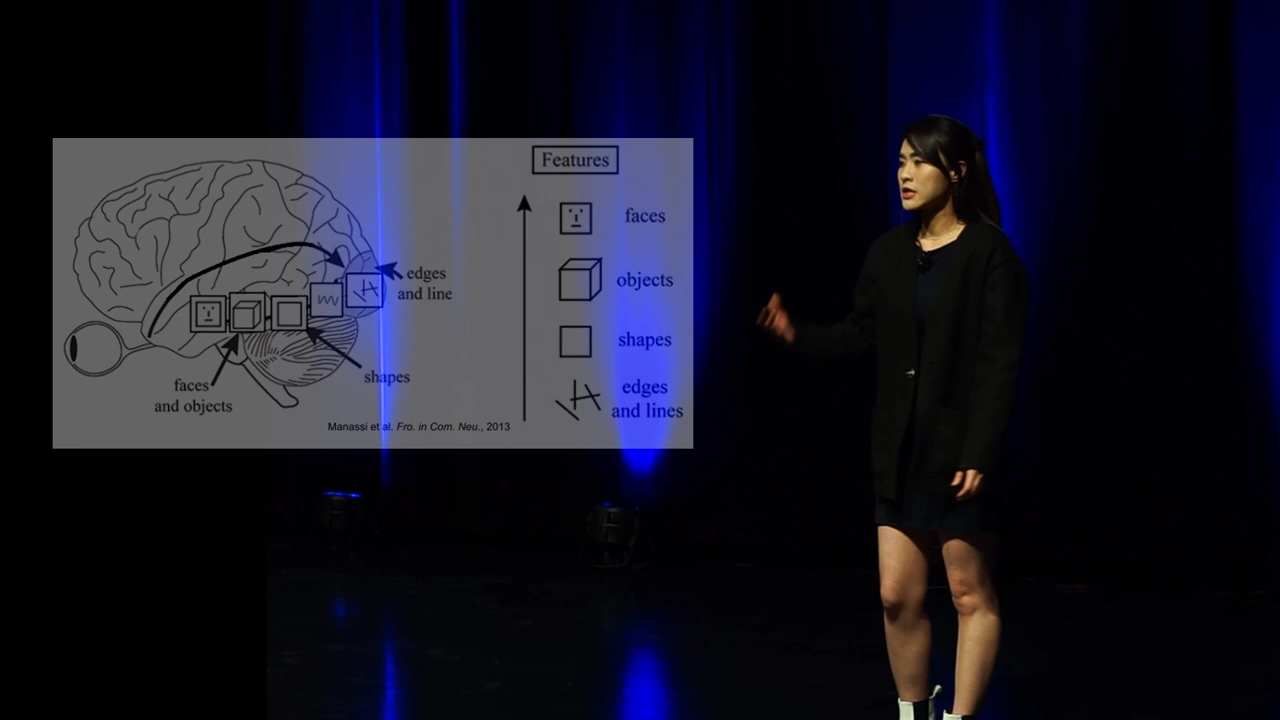 edges
and line
faces
and objects
shapes
Manassi et al. Fro. in Com. Neu., 2013
Features
faces
objects
shapes
edges
and lines